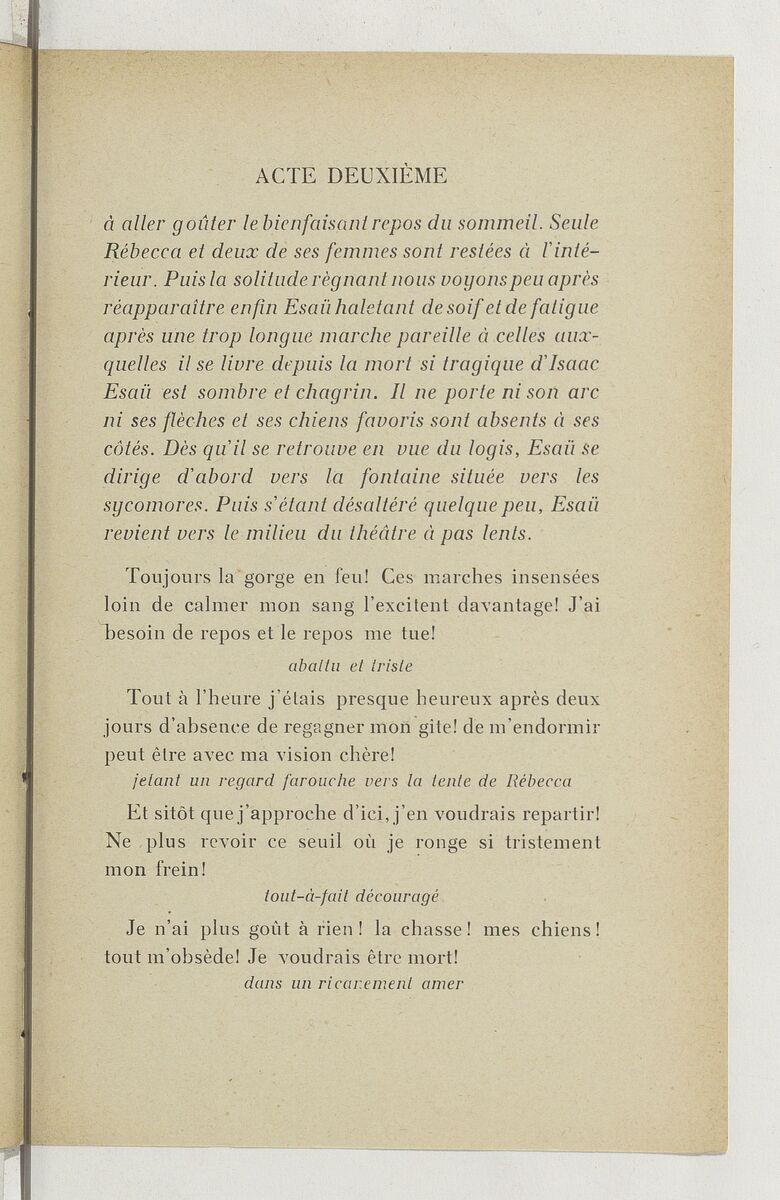 ACTE DEUXIÈME
à aller goûter le bienfaisant repos du sommeil. Seule
Rébecca et deux de ses femmes sont restées à l'inté-
rieur. Puis la solitude règnant nous voyons peu après
réapparaître enfin Esaü haletant de soif et de fatigue
après une trop longue marche pareille à celles aux-
quelles il se livre depuis la mort si tragique d'Isaac
Esaü est sombre et chagrin. Il ne porte ni son arc
ni ses flèches et ses chiens favoris sont absents à ses
côtés. Dès qu'il se retrouve en vue du logis, Esaü se
dirige d'abord vers la fontaine située vers les
sycomores. Puis s'étant désaltéré quelque peu, Esaü
revient vers le milieu du théâtre à pas lents.
Toujours la gorge en feu! Ces marches insensées
loin de calmer mon sang l'excitent davantage! J'ai
besoin de repos et le repos me tue!
abattu et triste
Tout à l'heure j'étais presque heureux après deux
jours d'absence de regagner mon gîte! de m'endormir
peut être avec ma vision chère!
jetant un regard farouche vers la tente de Rébecca
Et sitôt que j'approche d'ici, j'en voudrais repartir!
Ne plus revoir ce seuil où je ronge si tristement
mon frein!
tout-à-fait découragé
Je n'ai plus goût à rien! la chasse! mes chiens!
tout m'obsède! Je voudrais être mort!
dans un ricanement amer